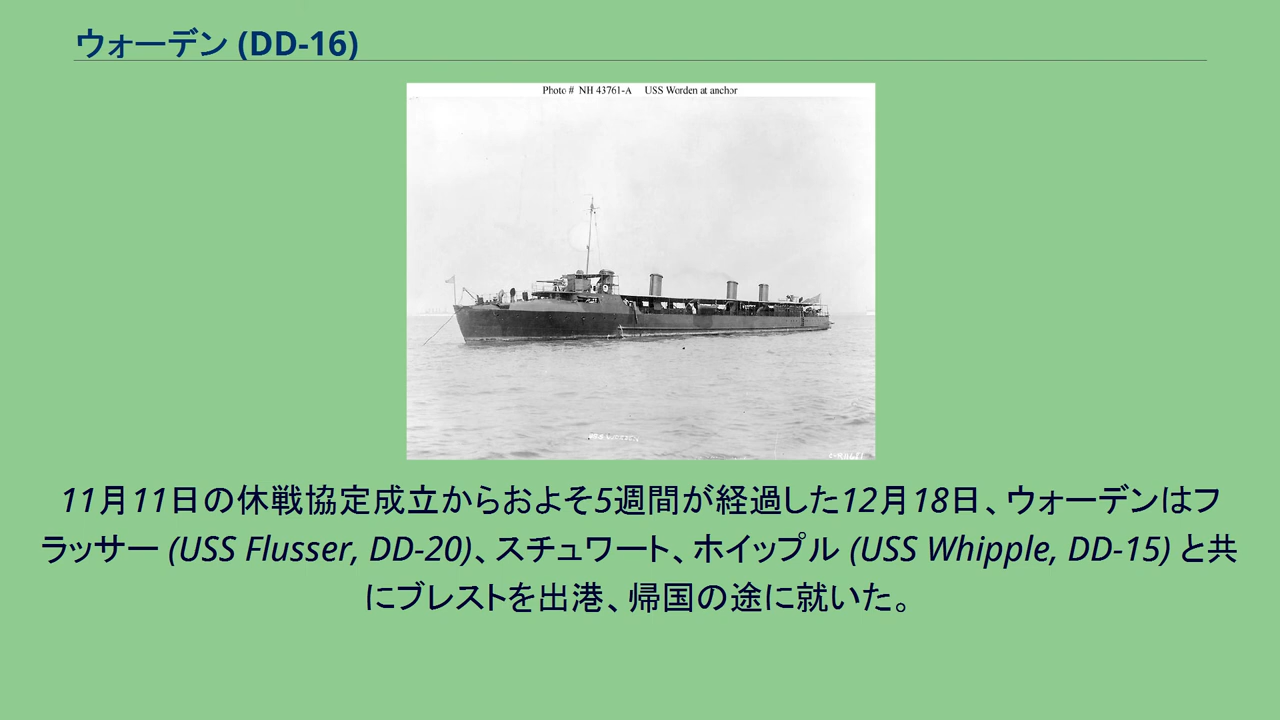 ウォーデン (DD-16)
Photo # NH 43761-A USS Worden at anchor
11月11日の休戦協定成立からおよそ5週間が経過した12月18日、ウォーデンはフ
ラッサー (USS Flusser, DD-20)、スチュワート、ホイップル (USS Whipple, DD-15) と共
にブレストを出港、帰国の途に就いた。